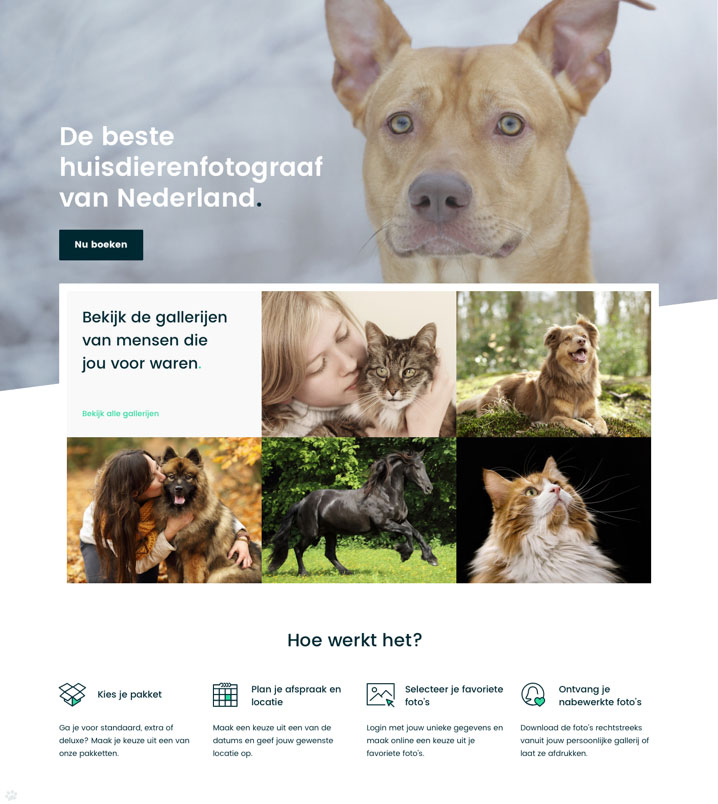 De beste
huisdierenfotograaf
van Nederland.
Nu boeken
Bekijk de gallerijen
van mensen die
jou voor waren.
Bekijk alle gallerijen
Hoe werkt het?
Kies je pakket
Ga je voor standaard, extra of
deluxe? Maak je keuze uit een van
onze pakketten.
Plan je afspraak en
locatie
Maak een keuze uit een van de
datums en geef jouw gewenste
locatie op.
Selecteer je favoriete
foto's
Login met jouw unieke gegevens en
maak online een keuze uit je
favoriete foto's.
Ontvang je
nabewerkte foto's
Download de foto's rechtstreeks
vanuit jouw persoonlijke gallerij of
laat ze afdrukken.